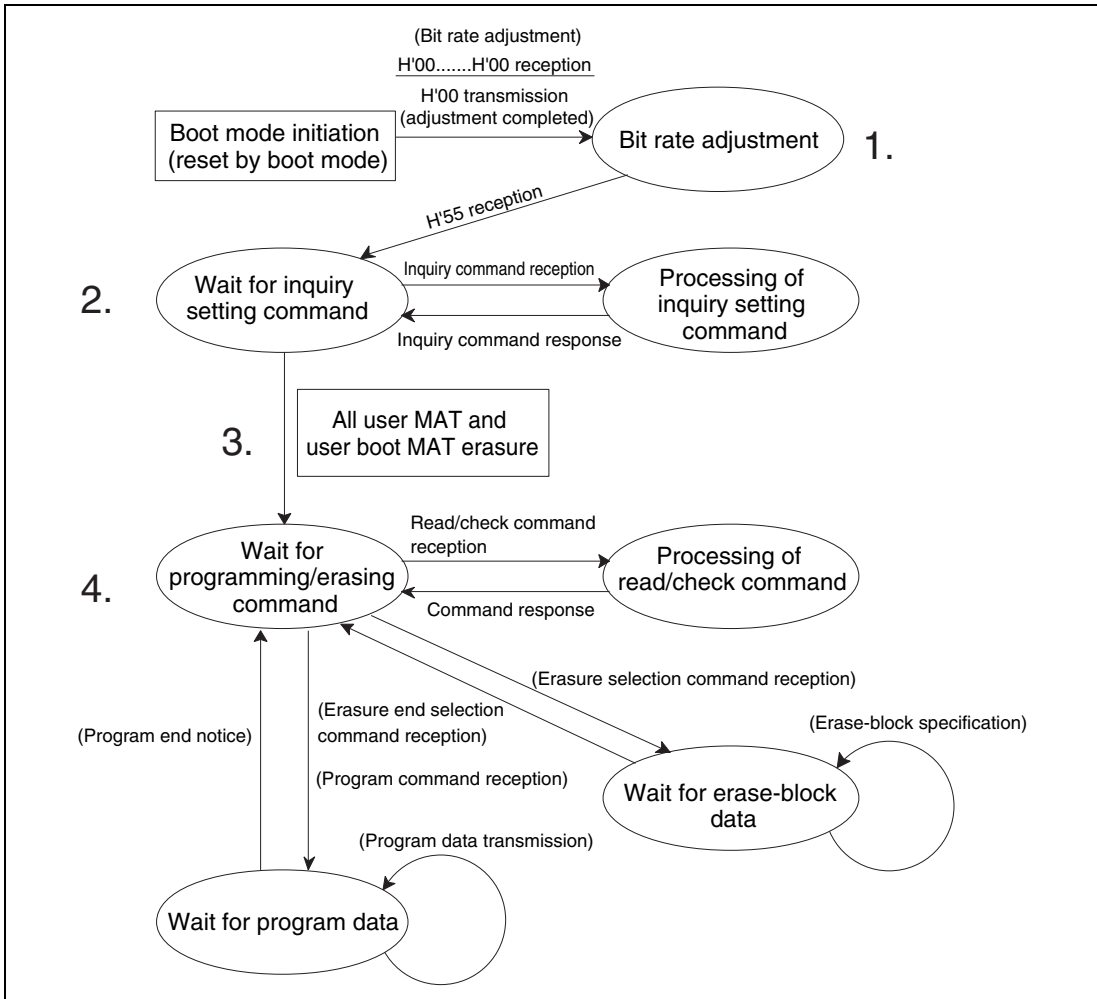 (Bit rate adjustment)
H'00.......H'00 reception
H'00 transmission
(adjustment completed)
Boot mode initiation
(reset by boot mode)
Bit rate adjustment
1.
H'55 reception
2.
Wait for inquiry
setting command
Inquiry command reception
Inquiry command response
Processing of
inquiry setting
command
3.
All user MAT and
user boot MAT erasure
4.
Wait for
programming/erasing
command
Read/check command
reception
Command response
Processing of
read/check command
(Erasure selection command reception)
(Program end notice)
(Erasure end selection
command reception)
(Program command reception)
(Erase-block specification)
Wait for erase-block
data
(Program data transmission)
Wait for program data